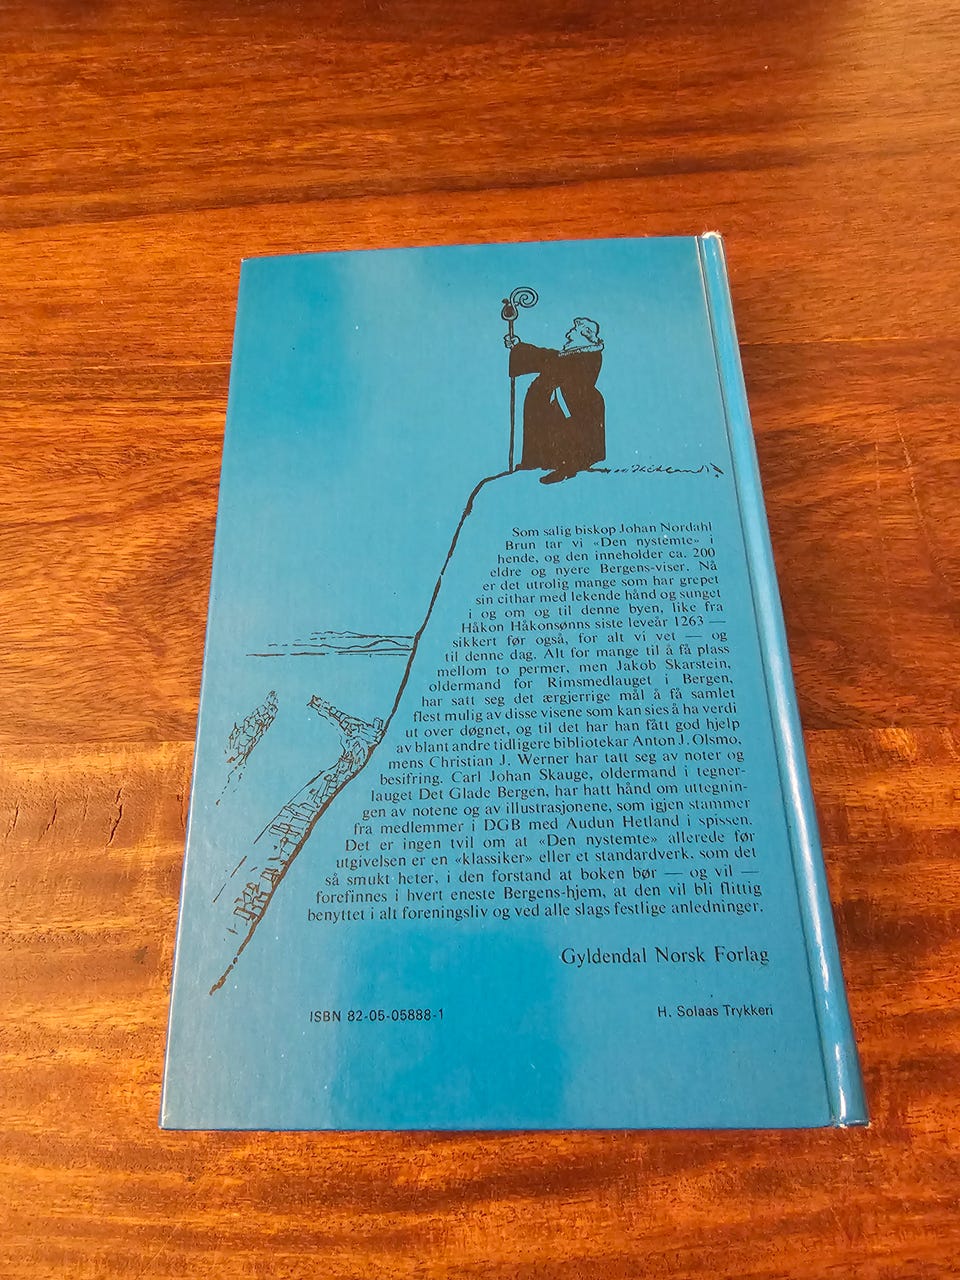 Som salig biskop Johan Nordahl
Brun tar vi «Den nystemte» i
hende, og den inneholder ca. 200
eldre og nyere Bergens-viser. Nå
er det utrolig mange som har grepet
sin cithar med lekende hånd og sunget
i og om og til denne byen, like fra
Håkon Håkonsønns siste leveår 1263 —
sikkert før også, for alt vi vet — og
til denne dag. Alt for mange til å få plass
mellom to permer, men Jakob Skarstein,
oldermand for Rimsmedlauget i Bergen,
har satt seg det ærgjerrige mål å få samlet
flest mulig av disse visene som kan sies å ha verdi
ut over døgnet, og til det har han fått god hjelp
av blant andre tidligere bibliotekar Anton J. Olsmo,
mens Christian J. Werner har tatt seg av noter og
besifring. Carl Johan Skauge, oldermand i tegner-
lauget Det Glade Bergen, har hatt hånd om uttegnin-
gen av notene og av illustrasjonene, som igjen stammer
fra medlemmer i DGB med Audun Hetland i spissen.
Det er ingen tvil om at «Den nystemte» allerede før
utgivelsen er en «klassiker» eller et standardverk, som det
så smukt heter, i den forstand at boken bør — og vil —
forefinnes i hvert eneste Bergens-hjem, at den vil bli flittig
benyttet i alt foreningsliv og ved alle slags festlige anledninger.
Gyldendal Norsk Forlag
ISBN 82-05-05888-1
H. Solaas Trykkeri